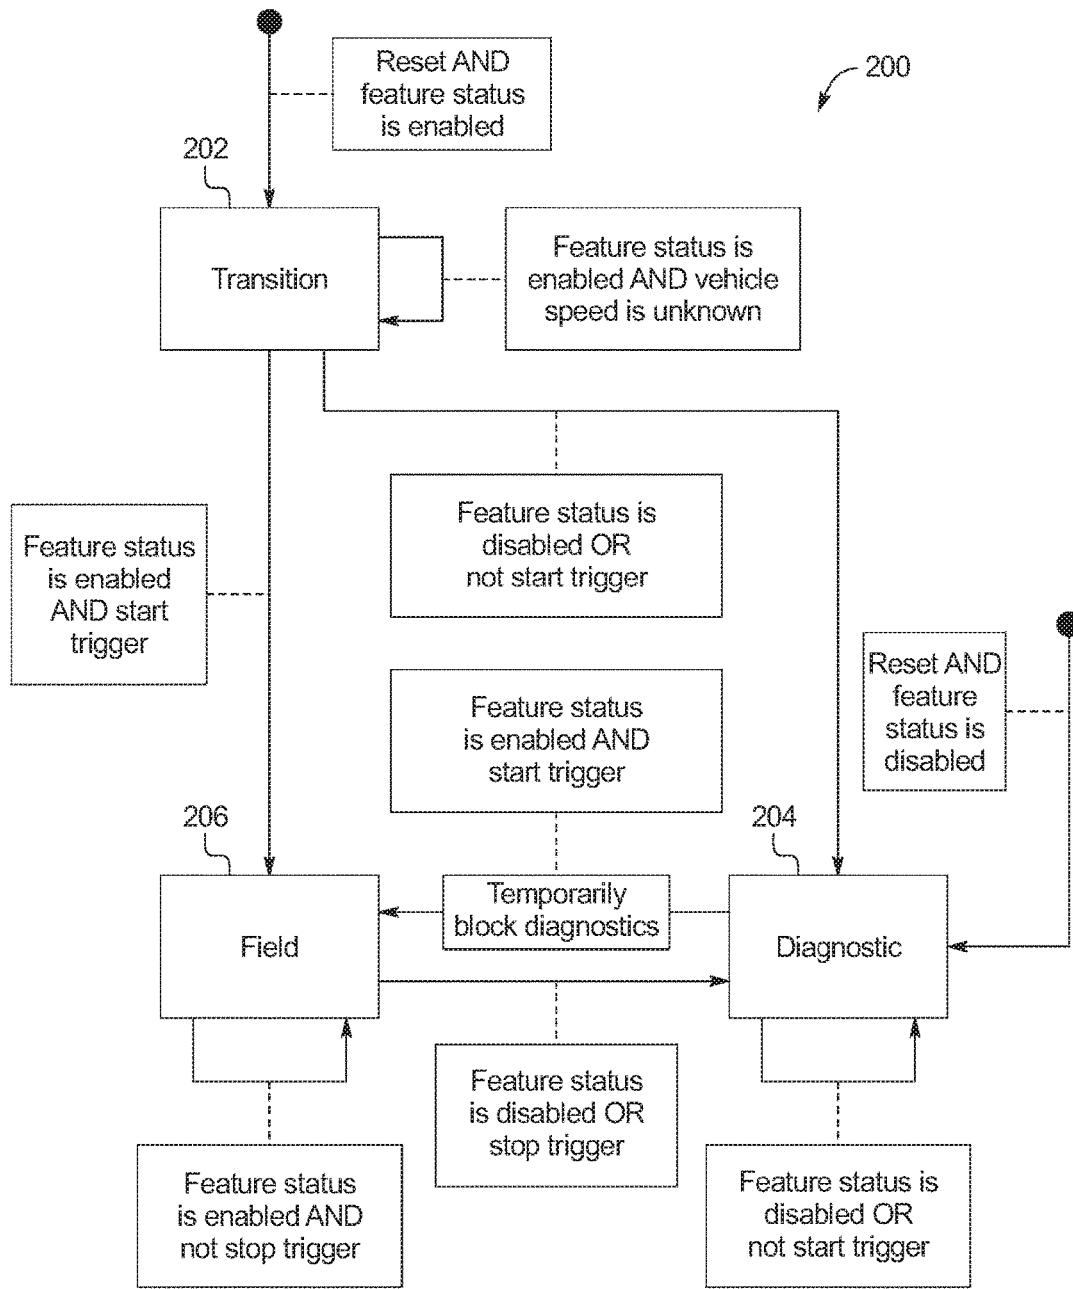 Reset AND
feature status
is enabled
200
202
Transition
Feature status is
enabled AND vehicle
speed is unknown
Feature status is
disabled OR
not start trigger
Feature status
is enabled
AND start
trigger
Reset AND
feature
status is
disabled
Feature status
is enabled AND
start trigger
206
204
Temporarily
block diagnostics
Field
Diagnostic
Feature status
is disabled OR
stop trigger
Feature status
is enabled AND
not stop trigger
Feature status is
disabled OR
not start trigger